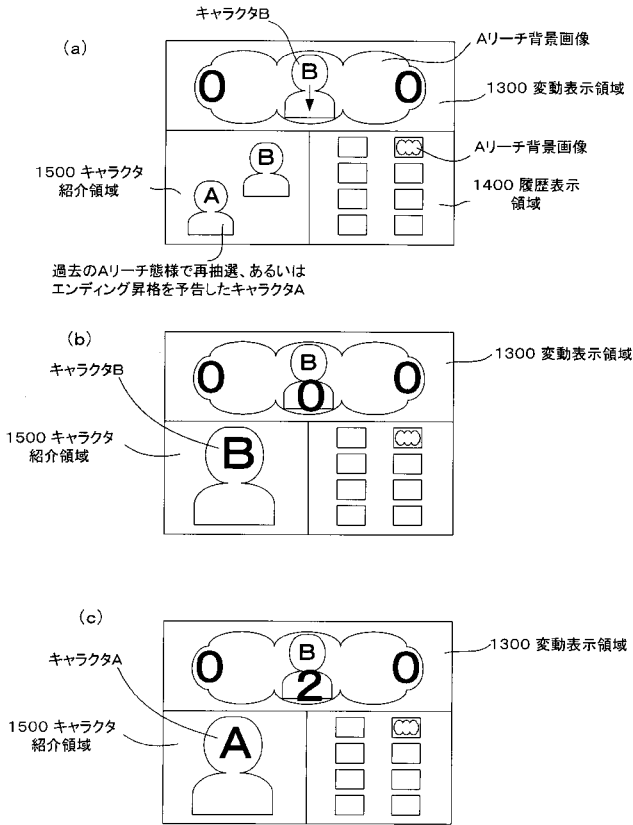 キャラクタB
(a)
Aリーチ背景画像
B
0
0
1300 変動表示領域
B
Aリーチ背景画像
1500 キャラクタ
紹介領域
A
1400 履歴表示
領域
過去のAリーチ態様で再抽選、あるいは
エンディング昇格を予告したキャラクタA
(b)
キャラクタB
1300 変動表示領域
B
0
0
0
1500 キャラクタ
紹介領域
B
(c)
キャラクタA
1300 変動表示領域
B
0
2
0
1500 キャラクタ
紹介領域
A